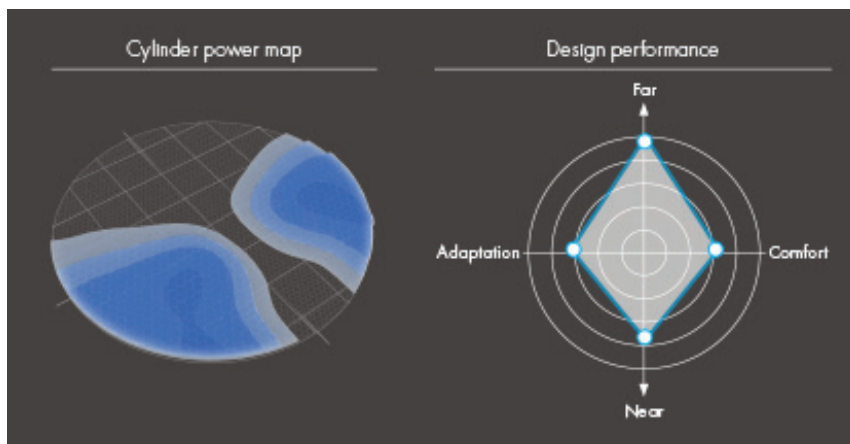 Cylinder power map
Design performance
Far
Adaptation
Comfort
Near